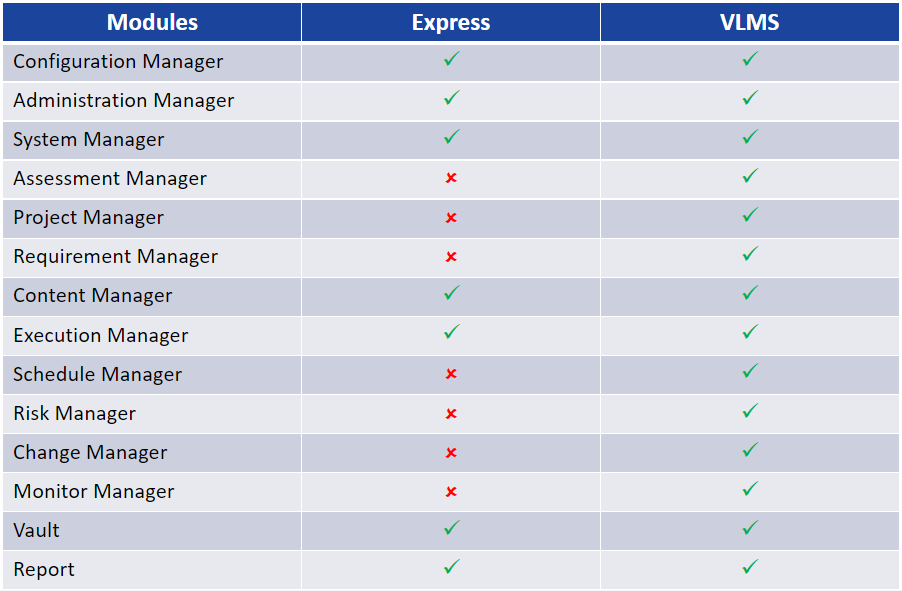 Modules Express VLMS
Configuration Manager ✓ ✓
Administration Manager ✓ ✓
System Manager ✓ ✓
Assessment Manager ✘ ✓
Project Manager ✘ ✓
Requirement Manager ✘ ✓
Content Manager ✓ ✓
Execution Manager ✓ ✓
Schedule Manager ✘ ✓
Risk Manager ✘ ✓
Change Manager ✘ ✓
Monitor Manager ✘ ✓
Vault ✓ ✓
Report ✓ ✓